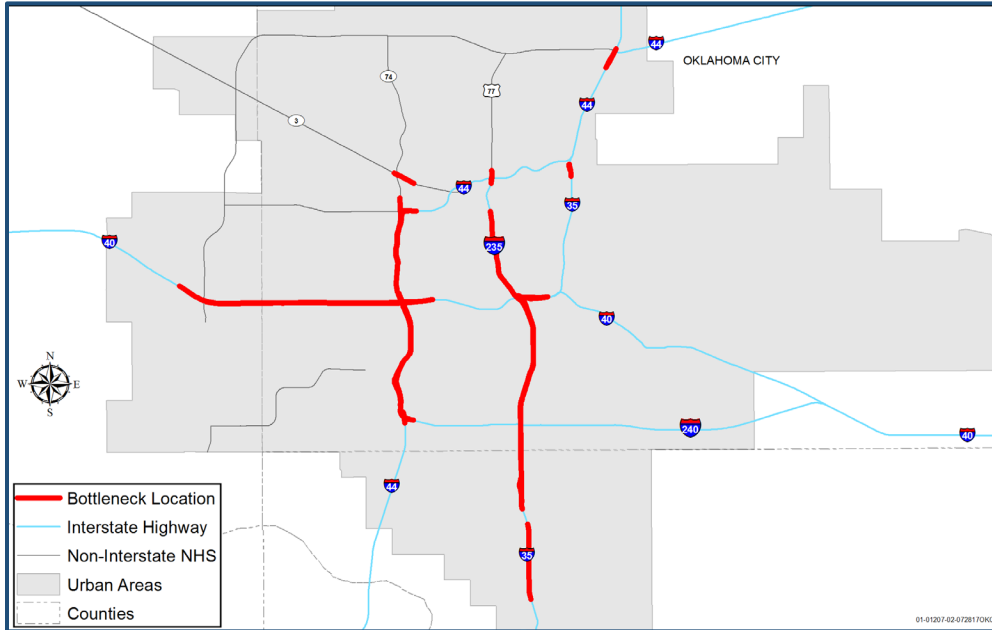 44
OKLAHOMA CITY
74
77
44
3
44
35
40
235
40
N
W
E
S
240
40
44
35
Bottleneck Location
Interstate Highway
Non-Interstate NHS
Urban Areas
Counties